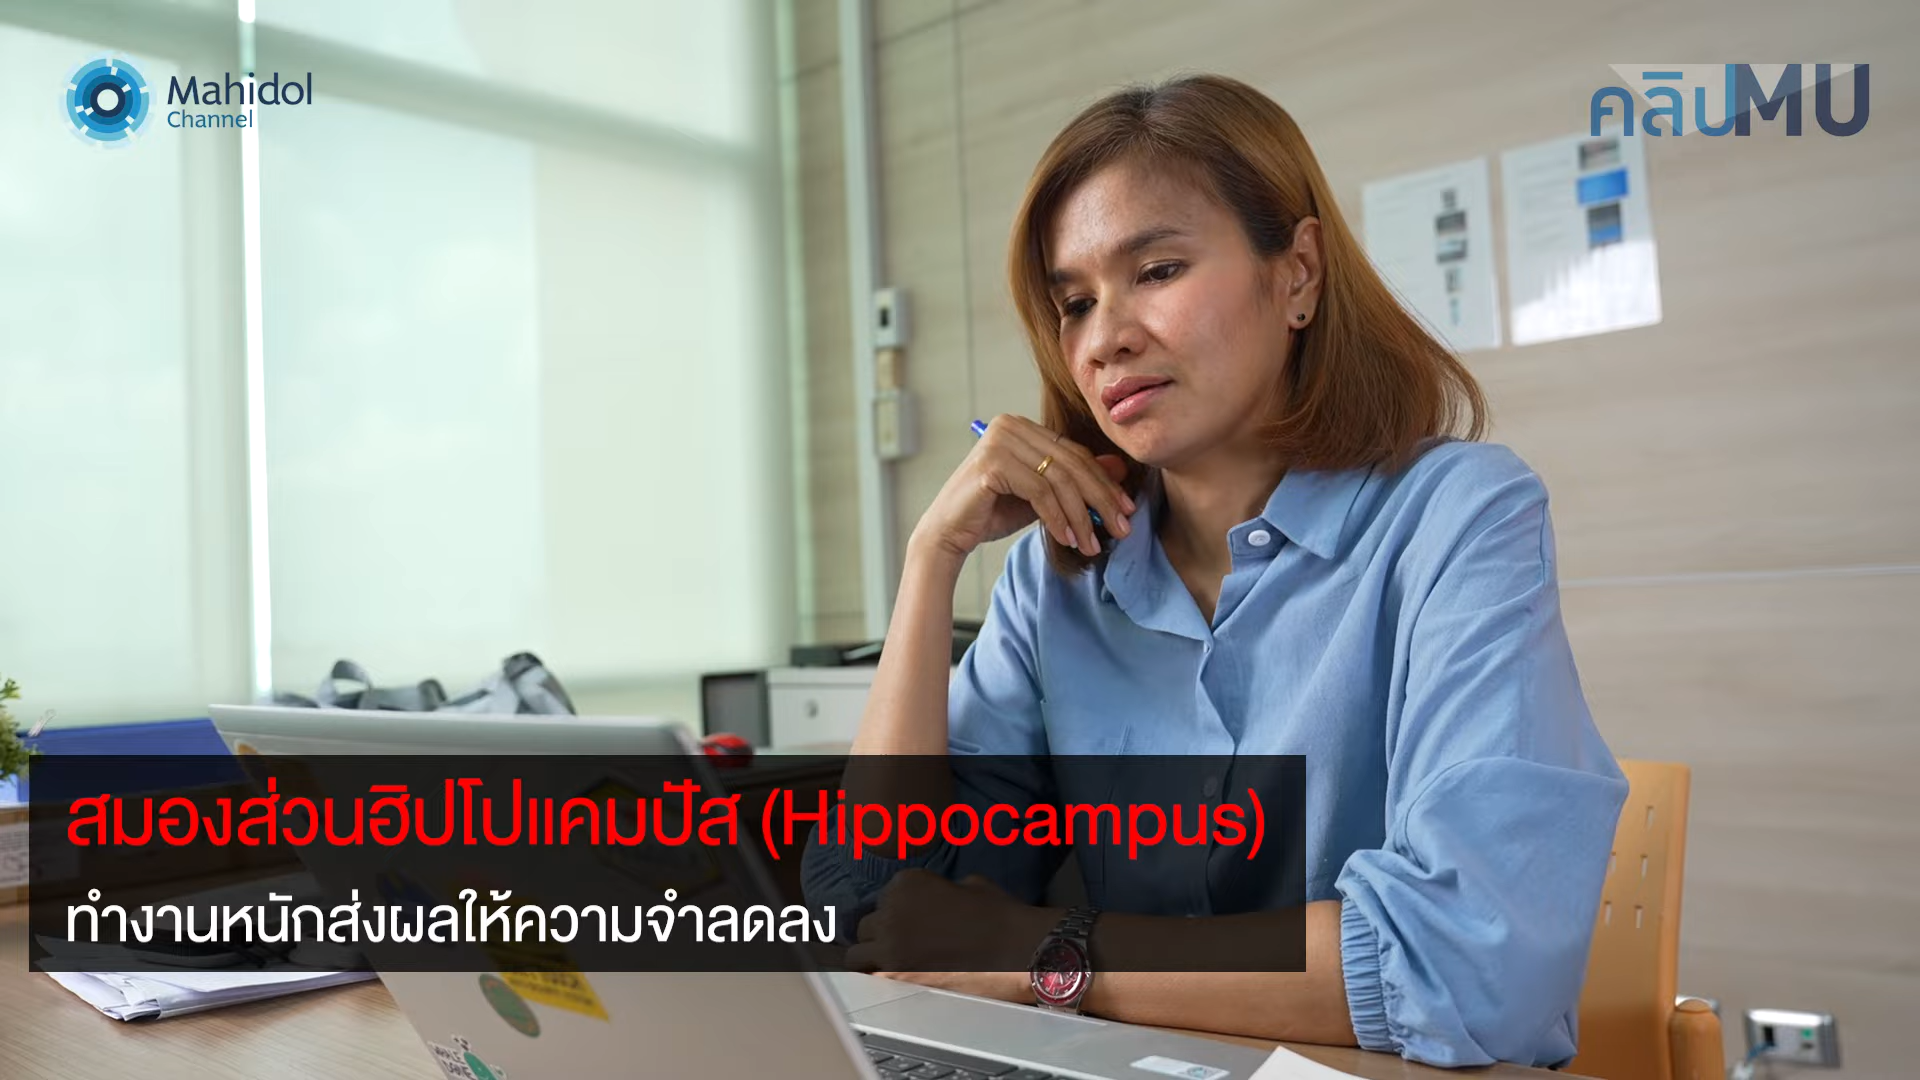 Mahidol
Channel
คลิปMU
สมองส่วนฮิปโปแคมปัส (Hippocampus)
ทำงานหนักส่งผลให้ความจำลดลง